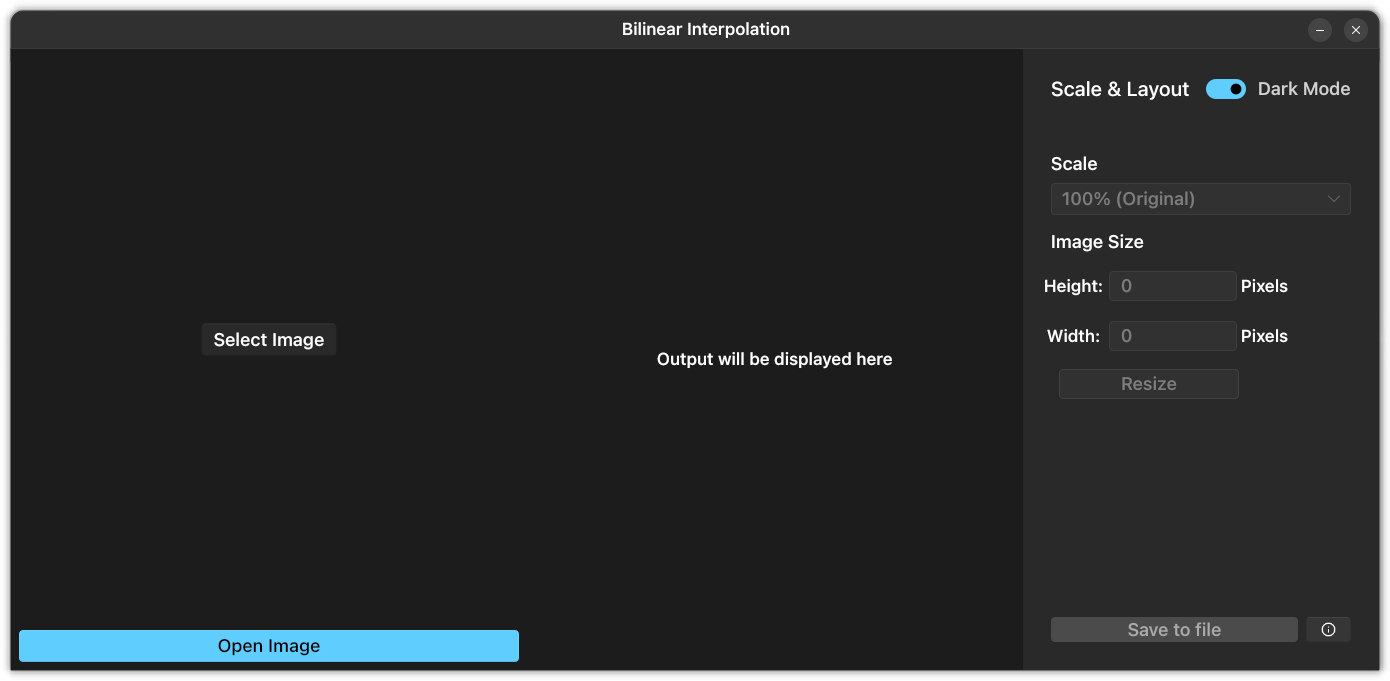 Bilinear Interpolation
Scale & Layout Dark Mode
Scale
100% (Original)
Image Size
Height: 0 Pixels
Width: 0 Pixels
Resize
Select Image
Output will be displayed here
Open Image
Save to file